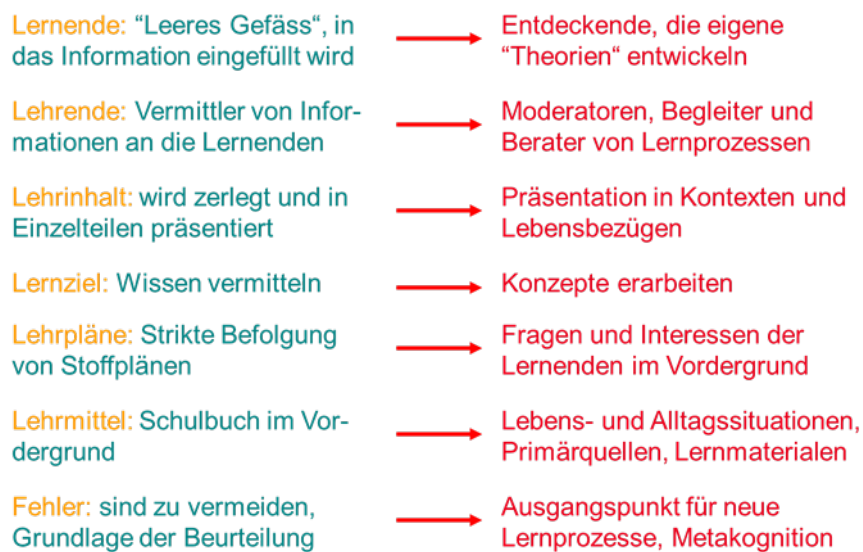 Lernende: “Leeres Gefäss“, in
das Information eingefüllt wird
Entdeckende, die eigene
“Theorien“ entwickeln
Lehrende: Vermittler von Infor-
mationen an die Lernenden
Moderatoren, Begleiter und
Berater von Lernprozessen
Lehrinhalt: wird zerlegt und in
Einzelteilen präsentiert
Präsentation in Kontexten und
Lebensbezügen
Lernziel: Wissen vermitteln
Konzepte erarbeiten
Lehrpläne: Strikte Befolgung
von Stoffplänen
Fragen und Interessen der
Lernenden im Vordergrund
Lehrmittel: Schulbuch im Vor-
dergrund
Lebens- und Alltagssituationen,
Primärquellen, Lernmaterialen
Fehler: sind zu vermeiden,
Grundlage der Beurteilung
Ausgangspunkt für neue
Lernprozesse, Metakognition